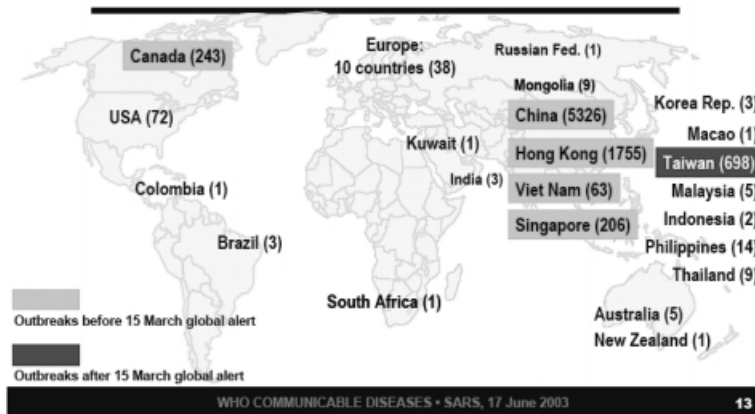 Canada (243)
Europe:
10 countries (38)
Russian Fed. (1)
Mongolia (9)
Korea Rep. (3)
USA (72)
China (5326)
Macao (1)
Kuwait (1)
Hong Kong (1755)
Taiwan (698)
Colombia (1)
India (3)
Viet Nam (63)
Malaysia (5)
Singapore (206)
Indonesia (2)
Brazil (3)
Philippines (14)
Thailand (9)
South Africa (1)
Australia (5)
New Zealand (1)
Outbreaks before 15 March global alert
Outbreaks after 15 March global alert
WHO COMMUNICABLE DISEASES • SARS, 17 June 2003
13